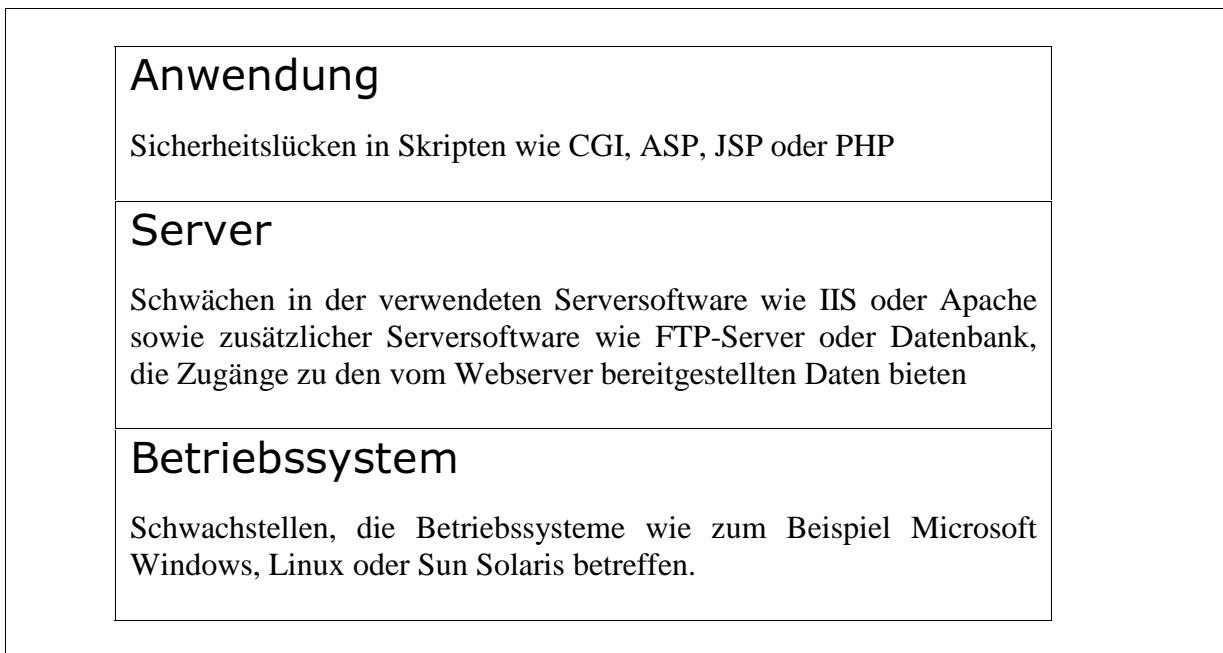 Anwendung
Sicherheitslücken in Skripten wie CGI, ASP, JSP oder PHP
Server
Schwächen in der verwendeten Serversoftware wie IIS oder Apache
sowie zusätzlicher Serversoftware wie FTP-Server oder Datenbank,
die Zugänge zu den vom Webserver bereitgestellten Daten bieten
Betriebssystem
Schwachstellen, die Betriebssysteme wie zum Beispiel Microsoft
Windows, Linux oder Sun Solaris betreffen.